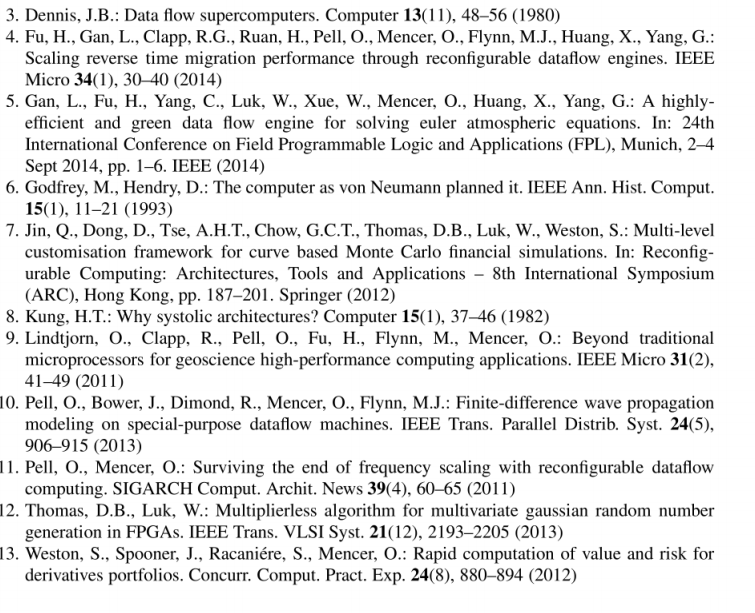 3. Dennis, J.B.: Data flow supercomputers. Computer 13(11), 48–56 (1980)
4. Fu, H., Gan, L., Clapp, R.G., Ruan, H., Pell, O., Mencer, O., Flynn, M.J., Huang, X., Yang, G.:
Scaling reverse time migration performance through reconfigurable dataflow engines. IEEE
Micro 34(1), 30–40 (2014)
5. Gan, L., Fu, H., Yang, C., Luk, W., Xue, W., Mencer, O., Huang, X., Yang, G.: A highly-
efficient and green data flow engine for solving euler atmospheric equations. In: 24th
International Conference on Field Programmable Logic and Applications (FPL), Munich, 2–4
Sept 2014, pp. 1–6. IEEE (2014)
6. Godfrey, M., Hendry, D.: The computer as von Neumann planned it. IEEE Ann. Hist. Comput.
15(1), 11–21 (1993)
7. Jin, Q., Dong, D., Tse, A.H.T., Chow, G.C.T., Thomas, D.B., Luk, W., Weston, S.: Multi-level
customisation framework for curve based Monte Carlo financial simulations. In: Reconfig-
urable Computing: Architectures, Tools and Applications – 8th International Symposium
(ARC), Hong Kong, pp. 187–201. Springer (2012)
8. Kung, H.T.: Why systolic architectures? Computer 15(1), 37–46 (1982)
9. Lindtjorn, O., Clapp, R., Pell, O., Fu, H., Flynn, M., Mencer, O.: Beyond traditional
microprocessors for geoscience high-performance computing applications. IEEE Micro 31(2),
41–49 (2011)
10. Pell, O., Bower, J., Dimond, R., Mencer, O., Flynn, M.J.: Finite-difference wave propagation
modeling on special-purpose dataflow machines. IEEE Trans. Parallel Distrib. Syst. 24(5),
906–915 (2013)
11. Pell, O., Mencer, O.: Surviving the end of frequency scaling with reconfigurable dataflow
computing. SIGARCH Comput. Archit. News 39(4), 60–65 (2011)
12. Thomas, D.B., Luk, W.: Multiplierless algorithm for multivariate gaussian random number
generation in FPGAs. IEEE Trans. VLSI Syst. 21(12), 2193–2205 (2013)
13. Weston, S., Spooner, J., Racaniére, S., Mencer, O.: Rapid computation of value and risk for
derivatives portfolios. Concurr. Comput. Pract. Exp. 24(8), 880–894 (2012)